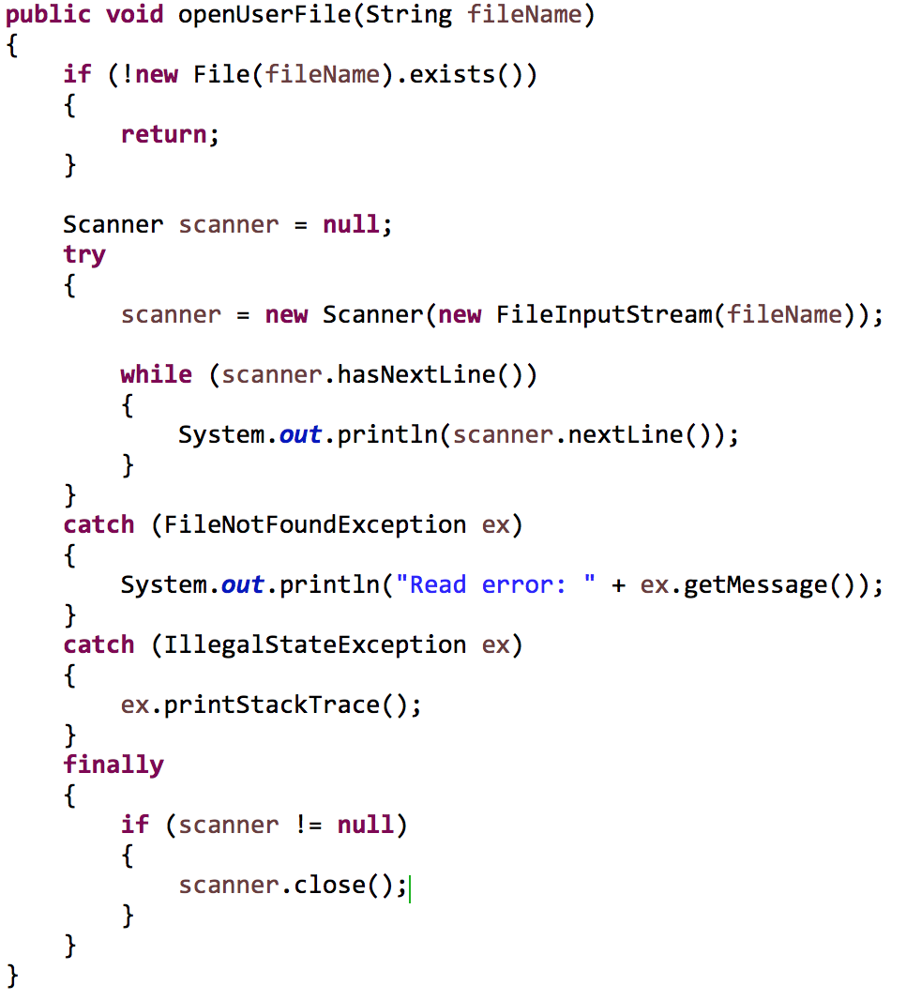 public void openUserFile(String fileName)
{
    if (!new File(fileName).exists())
    {
        return;
    }

    Scanner scanner = null;
    try
    {
        scanner = new Scanner(new FileInputStream(fileName));

        while (scanner.hasNextLine())
        {
            System.out.println(scanner.nextLine());
        }
    }
    catch (FileNotFoundException ex)
    {
        System.out.println("Read error: " + ex.getMessage());
    }
    catch (IllegalStateException ex)
    {
        ex.printStackTrace();
    }
    finally
    {
        if (scanner != null)
        {
            scanner.close();
        }
    }
}